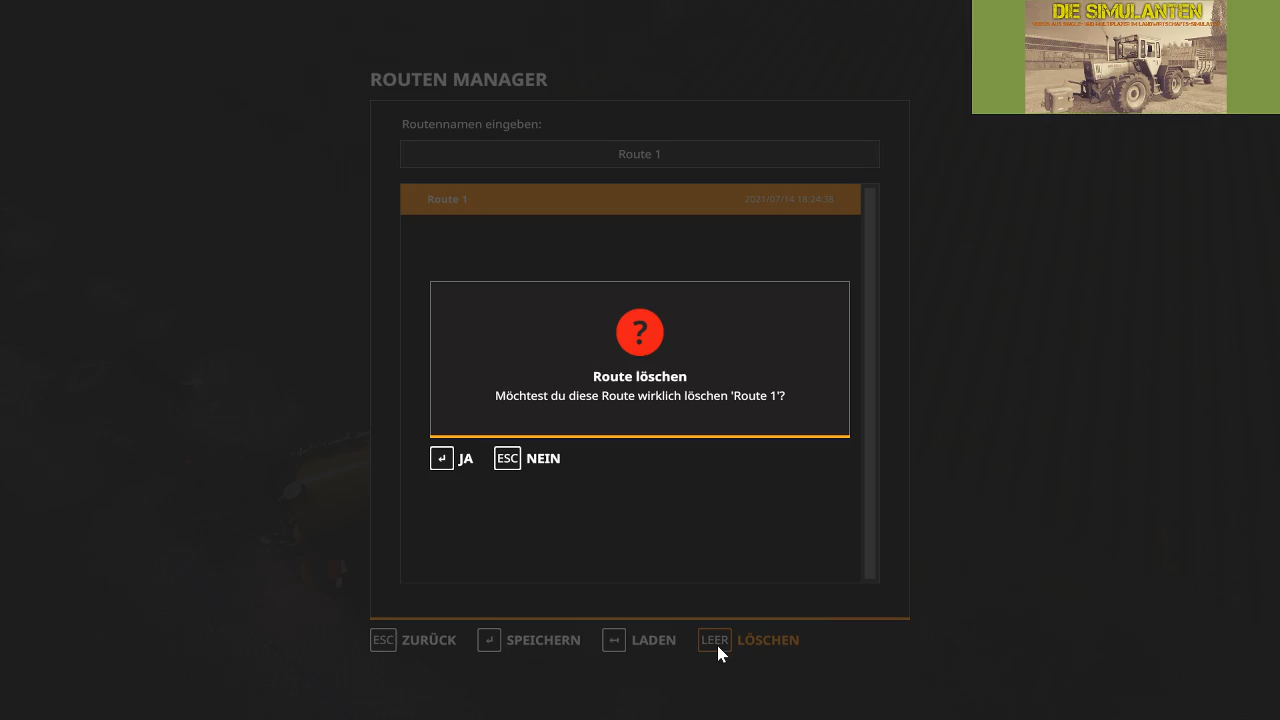 DIE SIMULANTEN
ROUTEN MANAGER
Routennamen eingeben:
Route 1
Route 1 2021/07/14 18:24:38
?
Route löschen
Möchtest du diese Route wirklich löschen 'Route 1'?
↵ JA ESC NEIN
ESC ZURÜCK ↵ SPEICHERN ↔ LADEN LEER LÖSCHEN